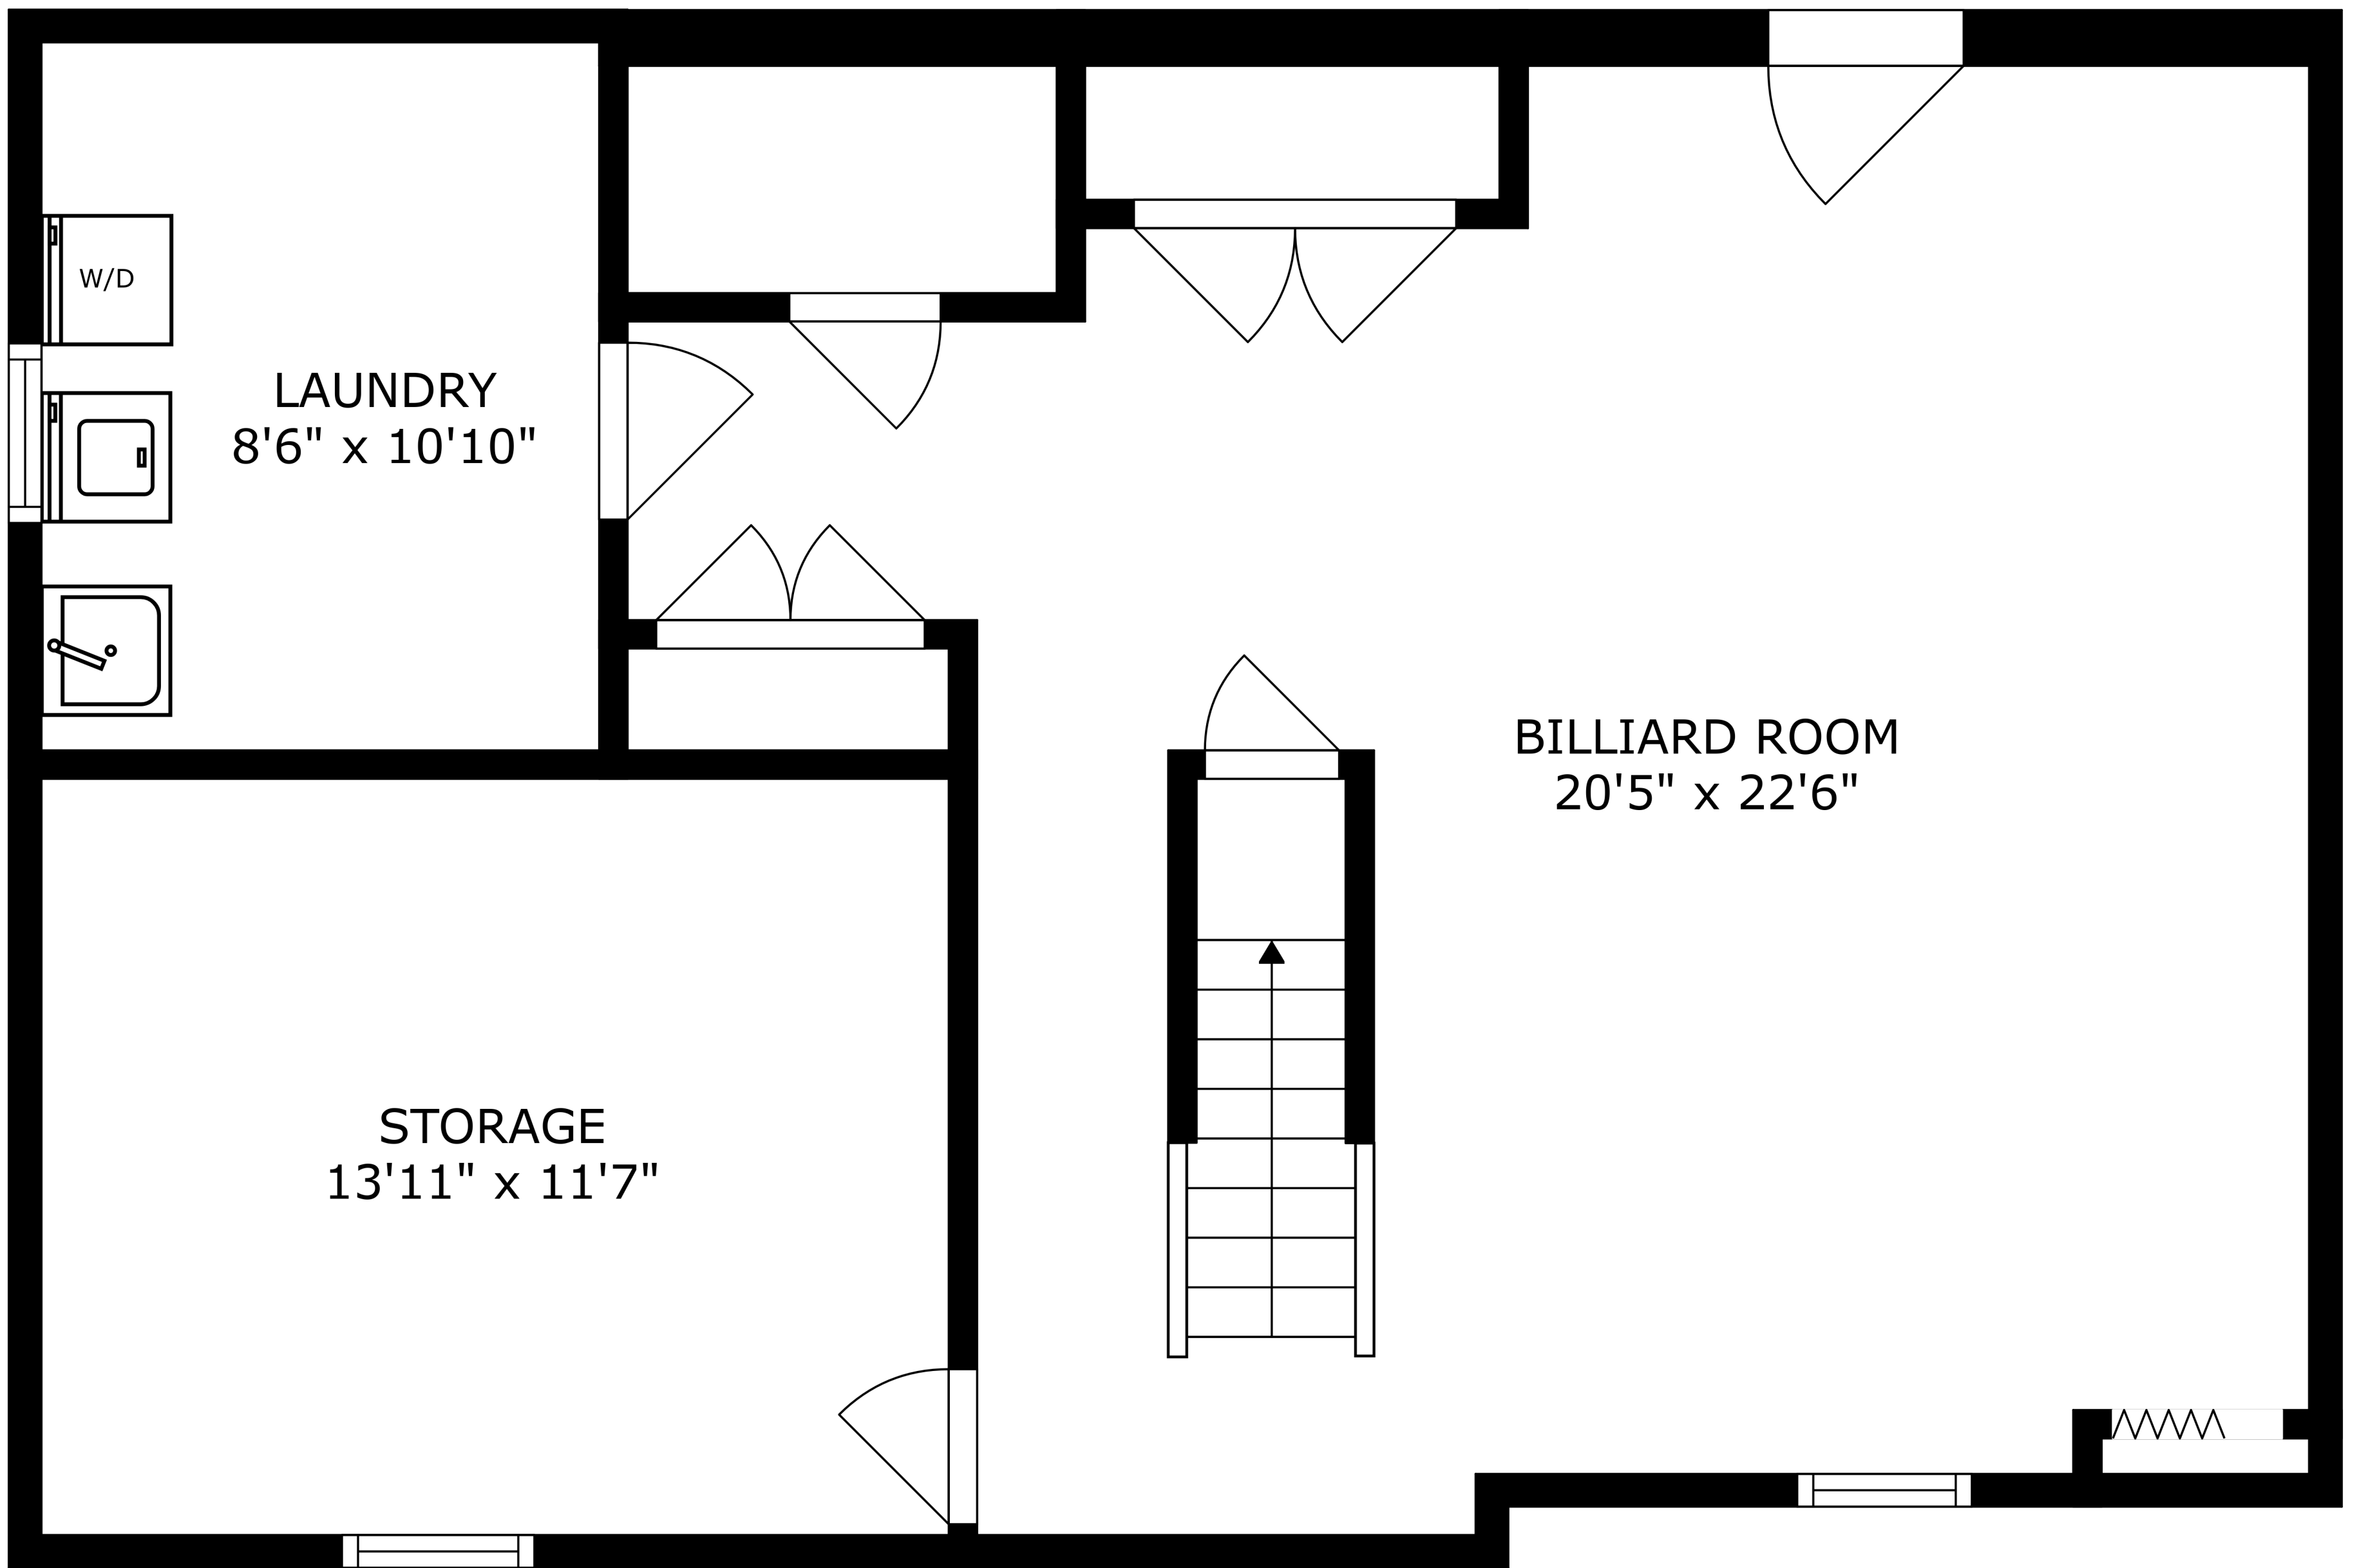 W/D
LAUNDRY
8'6" x 10'10"
BILLIARD ROOM
20'5" x 22'6"
STORAGE
13'11" x 11'7"